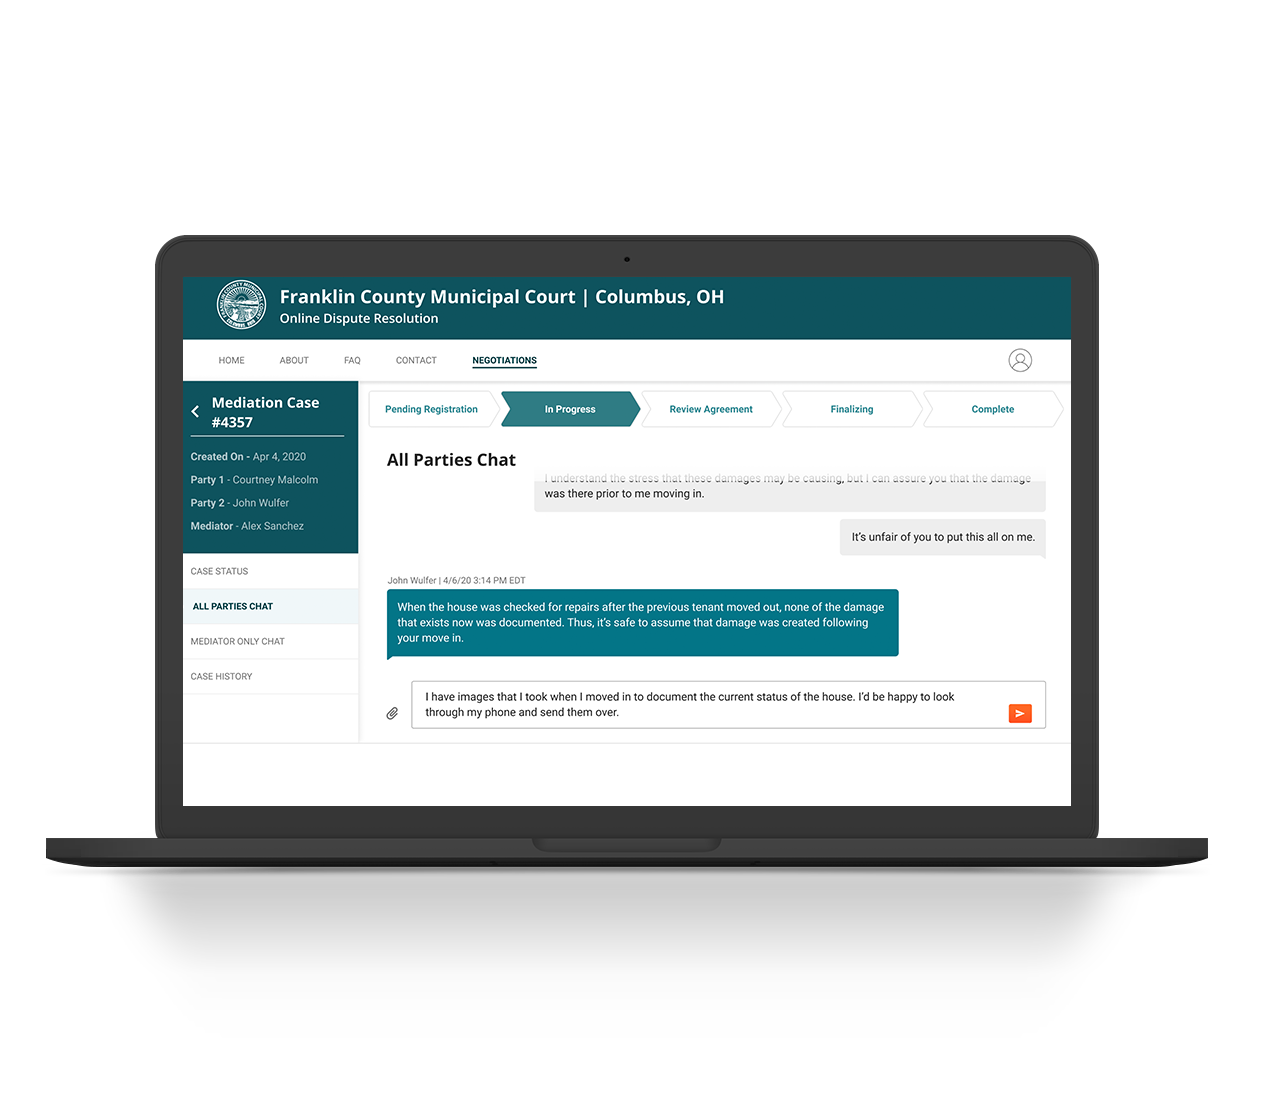 Franklin County Municipal Court | Columbus, OH
Online Dispute Resolution
HOME ABOUT FAQ CONTACT NEGOTIATIONS
Mediation Case
#4357
Created On - Apr 4, 2020
Party 1 - Courtney Malcolm
Party 2 - John Wulfer
Mediator - Alex Sanchez
CASE STATUS
ALL PARTIES CHAT
MEDIATOR ONLY CHAT
CASE HISTORY
Pending Registration In Progress Review Agreement Finalizing Complete
All Parties Chat
I understand the stress that these damages may be causing, but I can assure you that the damage
was there prior to me moving in.
It’s unfair of you to put this all on me.
John Wulfer | 4/6/20 3:14 PM EDT
When the house was checked for repairs after the previous tenant moved out, none of the damage
that exists now was documented. Thus, it’s safe to assume that damage was created following
your move in.
I have images that I took when I moved in to document the current status of the house. I’d be happy to look
through my phone and send them over.